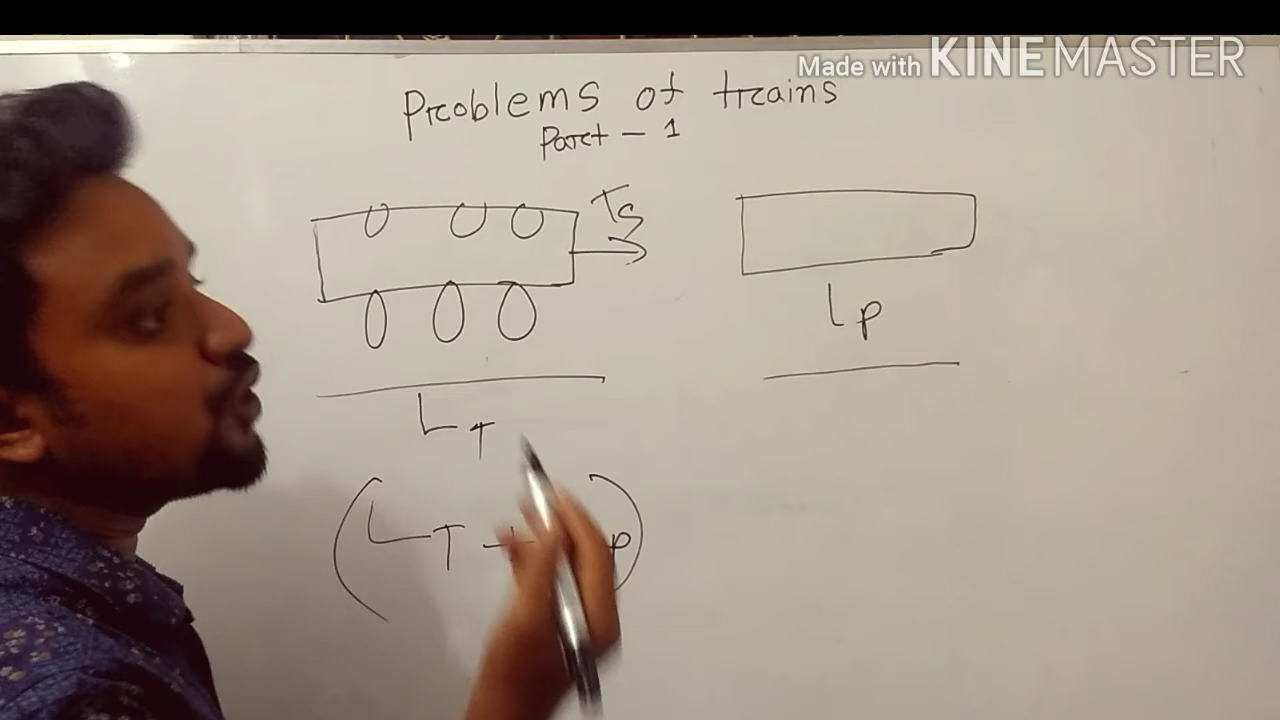 Made with KINEMASTER
Problems of trains
Part - 1
TS
LP
LT
(LT + P)